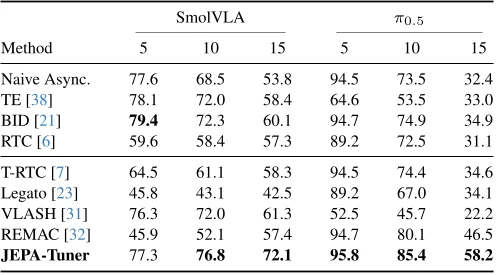 SmolVLA π0.5
Method 5 10 15 5 10 15
Naive Async. 77.6 68.5 53.8 94.5 73.5 32.4
TE [38] 78.1 72.0 58.4 64.6 53.5 33.0
BID [21] 79.4 72.3 60.1 94.7 74.9 34.9
RTC [6] 59.6 58.4 57.3 89.2 72.5 31.1
T-RTC [7] 64.5 61.1 58.3 94.5 74.4 34.6
Legato [23] 45.8 43.1 42.5 89.2 67.0 34.1
VLASH [31] 76.3 72.0 61.3 52.5 45.7 22.2
REMAC [32] 45.9 52.1 57.4 94.7 80.1 46.5
JEPA-Tuner 77.3 76.8 72.1 95.8 85.4 58.2